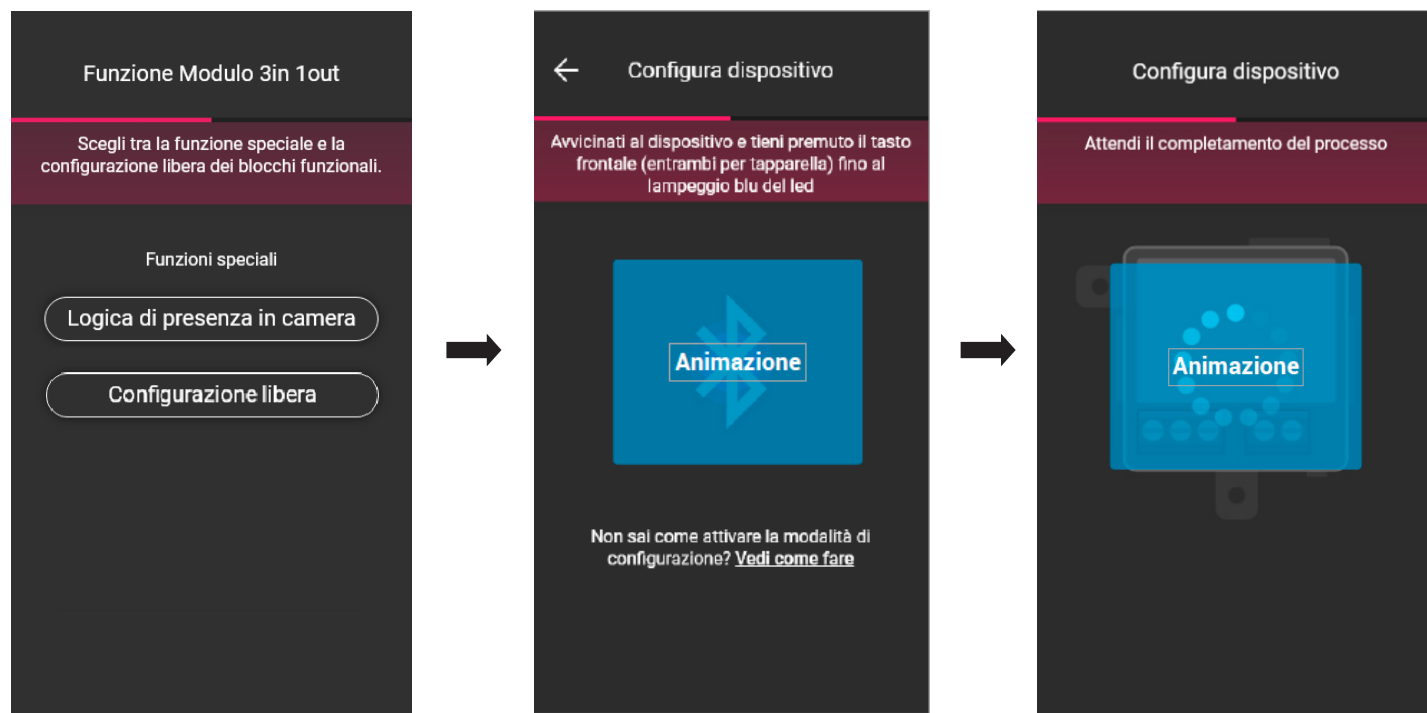 Funzione Modulo 3in 1out
Scegli tra la funzione speciale e la
configurazione libera dei blocchi funzionali.
Funzioni speciali
Logica di presenza in camera
Configurazione libera
Configura dispositivo
Avvicinati al dispositivo e tieni premuto il tasto
frontale (entrambi per tapparella) fino al
lampeggio blu del led
Animazione
Non sai come attivare la modalità di
configurazione? Vedi come fare
Configura dispositivo
Attendi il completamento del processo
Animazione